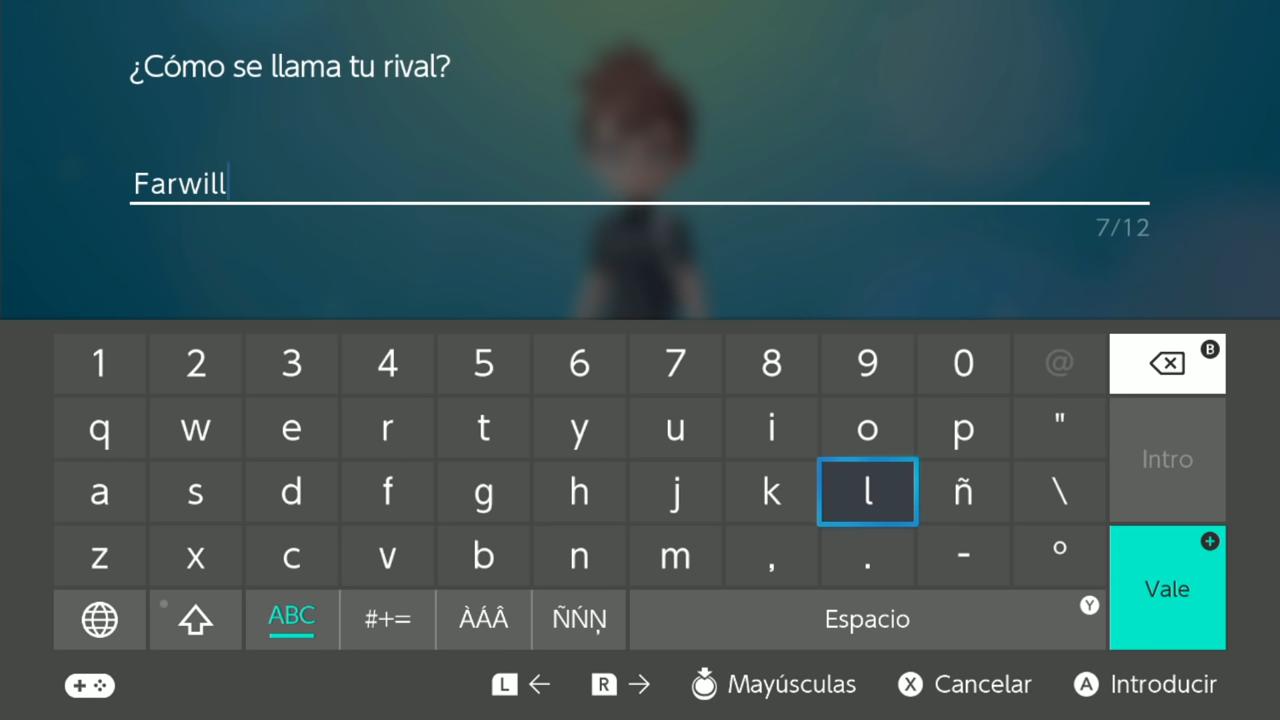 ¿Cómo se llama tu rival?
Farwill
7/12
1 2 3 4 5 6 7 8 9 0 @ B
q w e r t y u i o p " Intro
a s d f g h j k l ñ \
z x c v b n m , . - º + Vale
ABC #+= ÀÁÂ ÑŃŅ Espacio Y
L ← R → Mayúsculas X Cancelar A Introducir